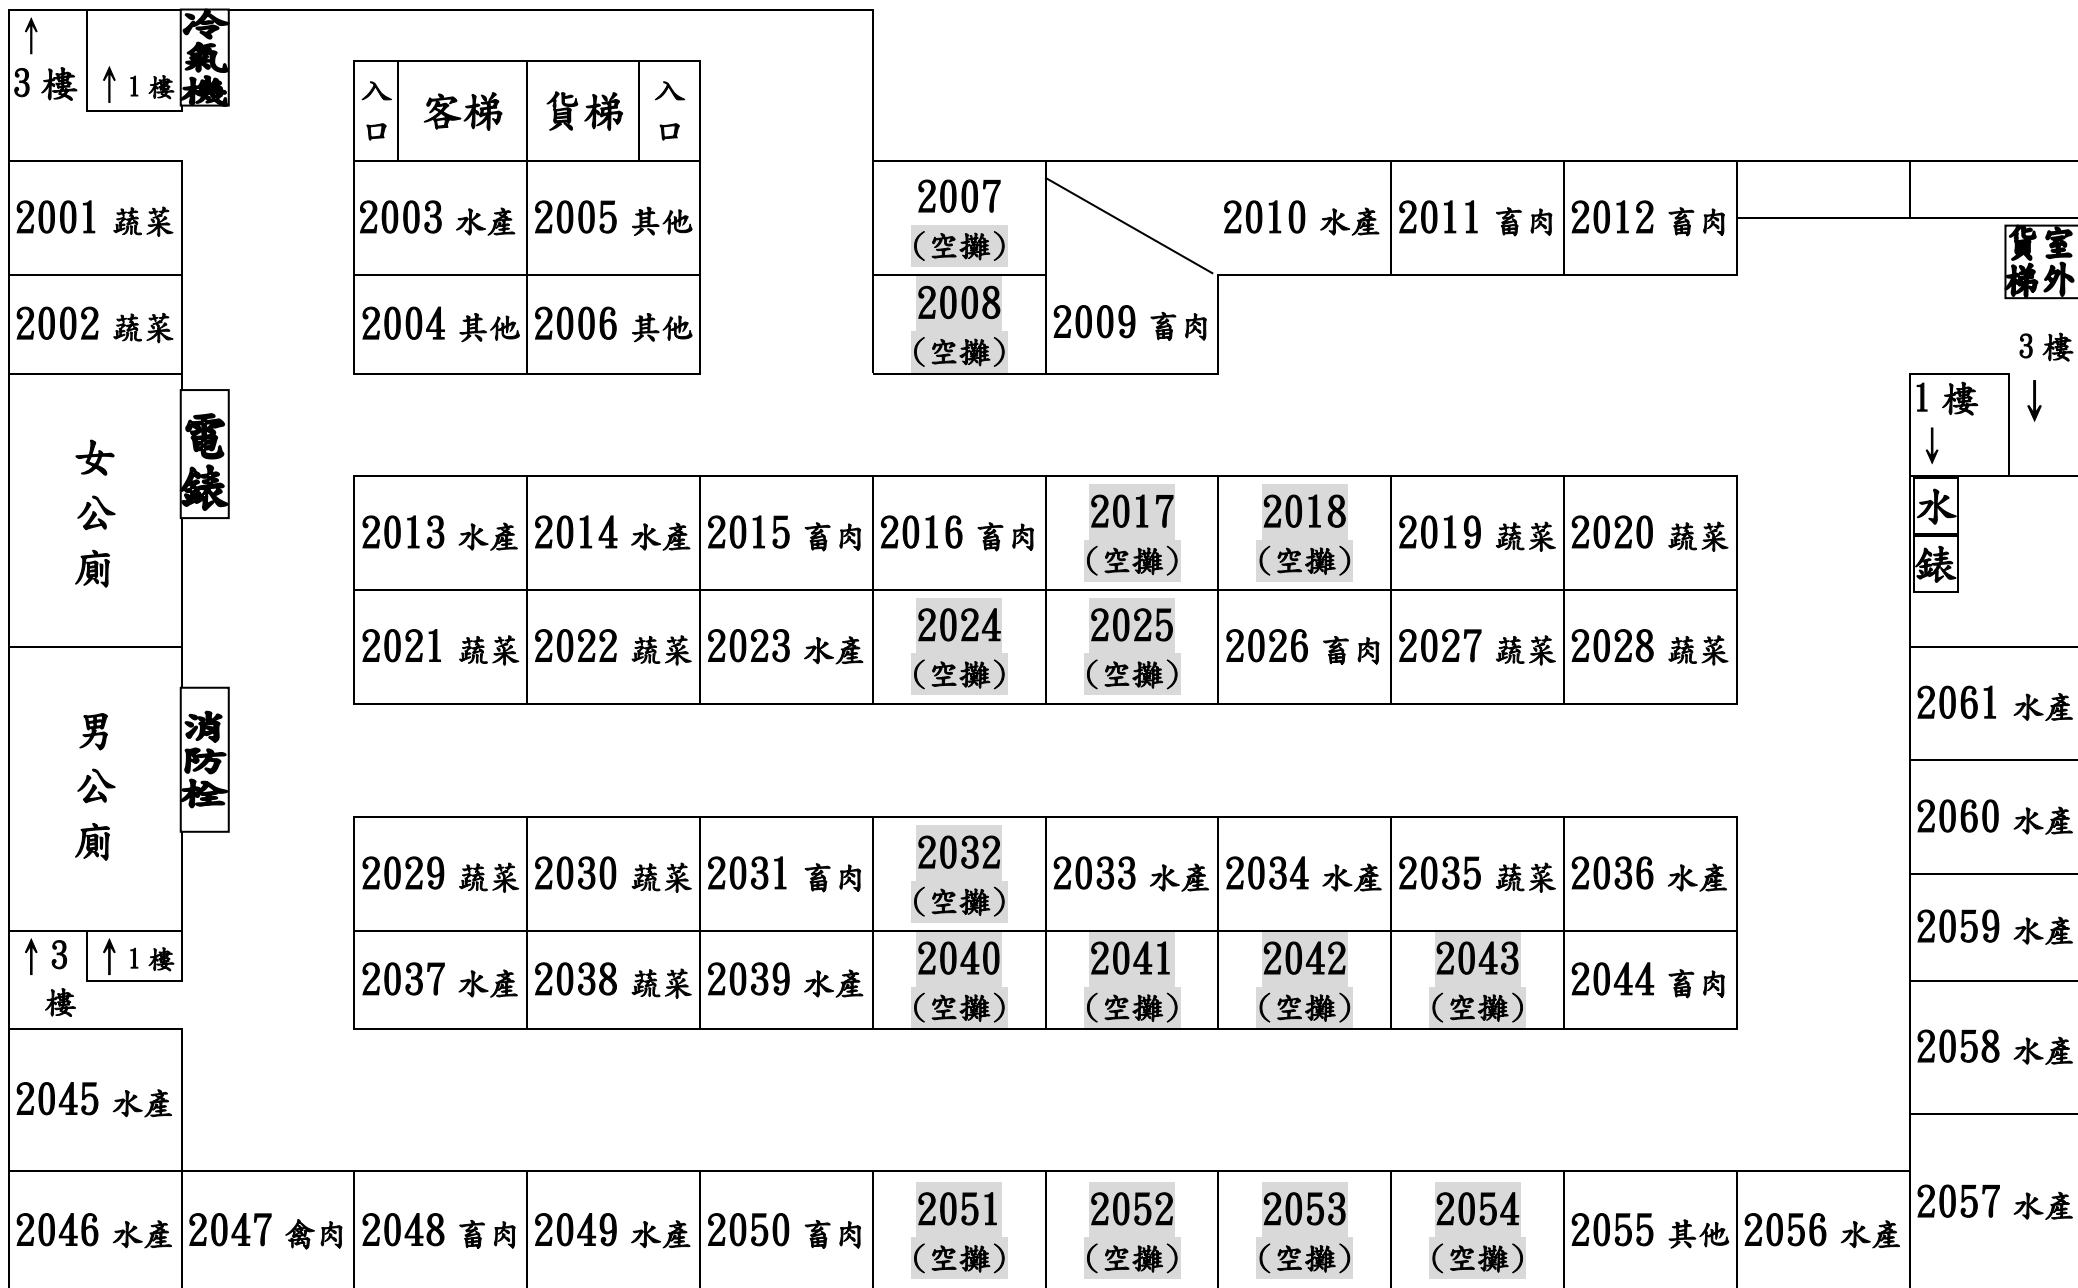 ↑
3 樓
↑ 1 樓
冷氣機
入口
客梯
貨梯
入口
2001 蔬菜
2003 水產
2005 其他
2007
(空攤)
2010 水產
2011 畜肉
2012 畜肉
室外
貨梯
2002 蔬菜
2004 其他
2006 其他
2008
(空攤)
2009 畜肉
3 樓
↓
1 樓
↓
女公廁
電錶
水錶
2013 水產
2014 水產
2015 畜肉
2016 畜肉
2017
(空攤)
2018
(空攤)
2019 蔬菜
2020 蔬菜
2021 蔬菜
2022 蔬菜
2023 水產
2024
(空攤)
2025
(空攤)
2026 畜肉
2027 蔬菜
2028 蔬菜
2061 水產
男公廁
消防栓
2060 水產
2029 蔬菜
2030 蔬菜
2031 畜肉
2032
(空攤)
2033 水產
2034 水產
2035 蔬菜
2036 水產
2059 水產
↑ 3
樓
↑ 1 樓
2037 水產
2038 蔬菜
2039 水產
2040
(空攤)
2041
(空攤)
2042
(空攤)
2043
(空攤)
2044 畜肉
2058 水產
2045 水產
2057 水產
2046 水產
2047 禽肉
2048 畜肉
2049 水產
2050 畜肉
2051
(空攤)
2052
(空攤)
2053
(空攤)
2054
(空攤)
2055 其他
2056 水產